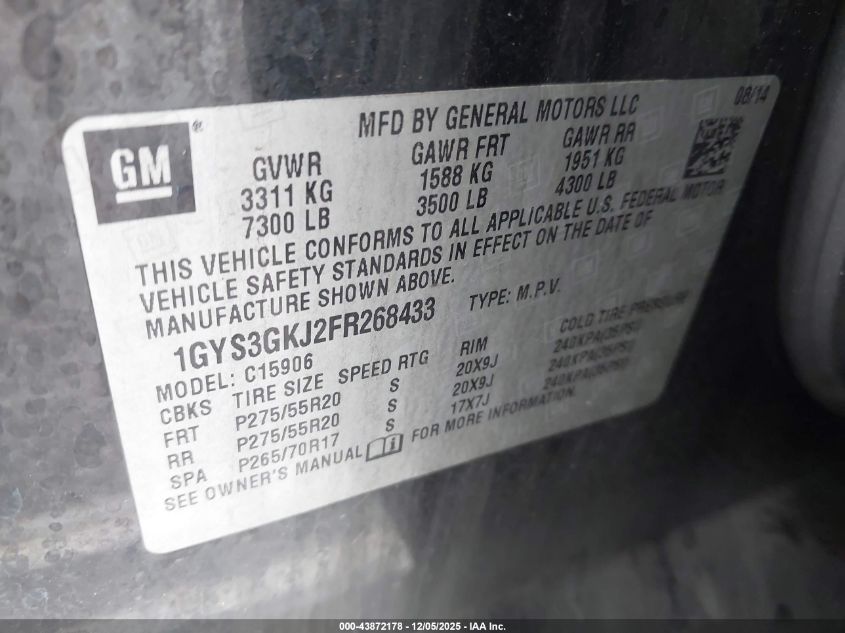 GM ®
MFD BY GENERAL MOTORS LLC 08/14
GVWR GAWR FRT GAWR RR
3311 KG 1588 KG 1951 KG
7300 LB 3500 LB 4300 LB
THIS VEHICLE CONFORMS TO ALL APPLICABLE U.S. FEDERAL MOTOR
VEHICLE SAFETY STANDARDS IN EFFECT ON THE DATE OF
MANUFACTURE SHOWN ABOVE.
1GYS3GKJ2FR268433 TYPE: M.P.V.
MODEL: C15906
CBKS TIRE SIZE SPEED RTG RIM COLD TIRE PRESSURE
FRT P275/55R20 S 20X9J 240KPA(35PSI)
RR P275/55R20 S 20X9J 240KPA(35PSI)
SPA P265/70R17 S 17X7J 240KPA(35PSI)
SEE OWNER'S MANUAL FOR MORE INFORMATION.
000-43872178 - 12/05/2025 - IAA Inc.